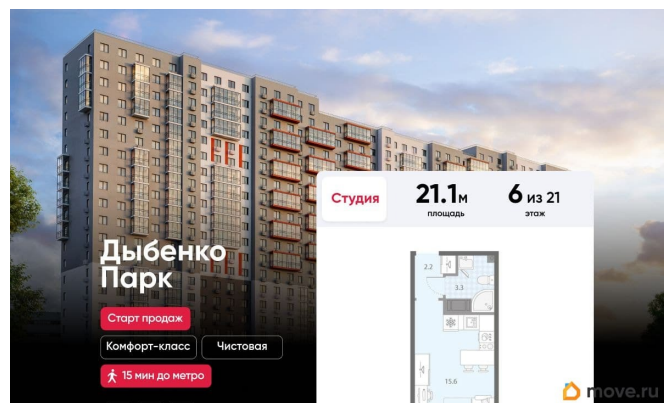 Студия
21.1м
площадь
6 из 21
этаж
Дыбенко
Парк
Старт продаж
Комфорт-класс
Чистовая
15 мин до метро
2.2
3.3
15.6
move.ru